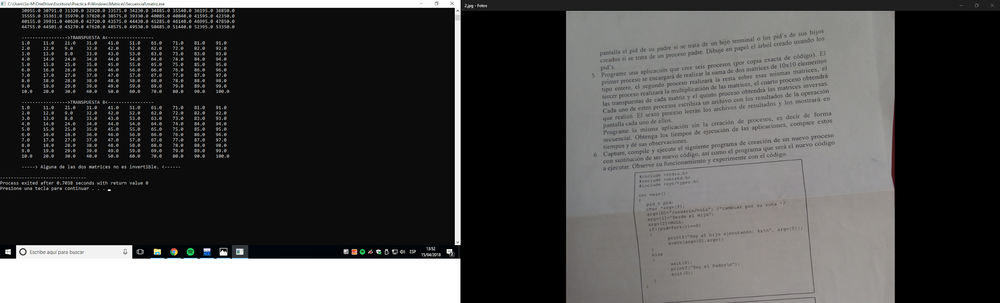 C:\Users\Sir-M\OneDrive\Escritorio\Practica 4\Windows\Matrices\Secuencial\matriz.exe
30955.0 30791.0 31320.0 32920.0 33575.0 34230.0 34885.0 35540.0 36195.0 36850.0
35555.0 35361.0 35970.0 37820.0 38575.0 39330.0 40085.0 40840.0 41595.0 42350.0
40155.0 39931.0 40620.0 42720.0 43575.0 44430.0 45285.0 46140.0 46995.0 47850.0
44755.0 44501.0 45270.0 47620.0 48575.0 49530.0 50485.0 51440.0 52395.0 53350.0
----------------->TRANSPUESTA A<-----------------
1.0 11.0 21.0 31.0 41.0 51.0 61.0 71.0 81.0 91.0
2.0 12.0 9.0 32.0 42.0 52.0 62.0 72.0 82.0 92.0
3.0 13.0 8.0 33.0 43.0 53.0 63.0 73.0 83.0 93.0
4.0 14.0 24.0 34.0 44.0 54.0 64.0 74.0 84.0 94.0
5.0 15.0 25.0 35.0 45.0 55.0 65.0 75.0 85.0 95.0
6.0 16.0 26.0 36.0 46.0 56.0 66.0 76.0 86.0 96.0
7.0 17.0 27.0 37.0 47.0 57.0 67.0 77.0 87.0 97.0
8.0 18.0 28.0 38.0 48.0 58.0 68.0 78.0 88.0 98.0
9.0 19.0 29.0 39.0 49.0 59.0 69.0 79.0 89.0 99.0
10.0 20.0 30.0 40.0 50.0 60.0 70.0 80.0 90.0 100.0
----------------->TRANSPUESTA B<-----------------
1.0 11.0 21.0 31.0 41.0 51.0 61.0 71.0 81.0 91.0
2.0 12.0 9.0 32.0 42.0 52.0 62.0 72.0 82.0 92.0
3.0 13.0 8.0 33.0 43.0 53.0 63.0 73.0 83.0 93.0
4.0 14.0 24.0 34.0 44.0 54.0 64.0 74.0 84.0 94.0
5.0 15.0 25.0 35.0 45.0 55.0 65.0 75.0 85.0 95.0
6.0 16.0 26.0 36.0 46.0 56.0 66.0 76.0 86.0 96.0
7.0 17.0 27.0 37.0 47.0 57.0 67.0 77.0 87.0 97.0
8.0 18.0 28.0 38.0 48.0 58.0 68.0 78.0 88.0 98.0
9.0 19.0 29.0 39.0 49.0 59.0 69.0 79.0 89.0 99.0
10.0 20.0 30.0 40.0 50.0 60.0 70.0 80.0 90.0 100.0
-----> Alguna de las dos matrices no es invertible. <------
--------------------------------
Process exited after 0.7038 seconds with return value 0
Presione una tecla para continuar . . .
Escribe aquí para buscar
DEV
ESP
13:52
15/04/2018
2
2.jpg - Fotos
pantalla el pid de su padre si se trata de un hijo terminal o los pid's de sus hijos
creados si se trata de un proceso padre. Dibuje en papel el árbol creado usando los
pid's.
5. Programe una aplicación que cree seis procesos (por copia exacta de código). El
primer proceso se encargará de realizar la suma de dos matrices de 10x10 elementos
tipo entero, el segundo proceso realizará la resta sobre esas mismas matrices, el
tercer proceso realizará la multiplicación de las matrices, el cuarto proceso obtendrá
las transpuestas de cada matriz y el quinto proceso obtendrá las matrices inversas.
Cada uno de estos procesos escribirá un archivo con los resultados de la operación
que realizó. El sexto proceso leerán los archivos de resultados y los mostrará en
pantalla cada uno de ellos.
Programe la misma aplicación sin la creación de procesos, es decir de forma
secuencial. Obtenga los tiempos de ejecución de las aplicaciones, compare estos
tiempos y dé sus observaciones.
6. Capture, compile y ejecute el siguiente programa de creación de un nuevo proceso
con sustitución de un nuevo código, así como el programa que será el nuevo código
a ejecutar. Observe su funcionamiento y experimente con el código.
#include <stdio.h>
#include <unistd.h>
#include <sys/types.h>
int main()
{
pid_t pid;
char *argv[3];
argv[0]="/usuario/hola"; /*cambiar por su ruta */
argv[1]="Desde el Hijo";
argv[2]=NULL;
if((pid=fork())==0)
{
printf("Soy el hijo ejecutando: %s\n", argv[0]);
execv(argv[0],argv);
}
else
{
wait(0);
printf("Soy el Padre\n");
exit(0);
}
}